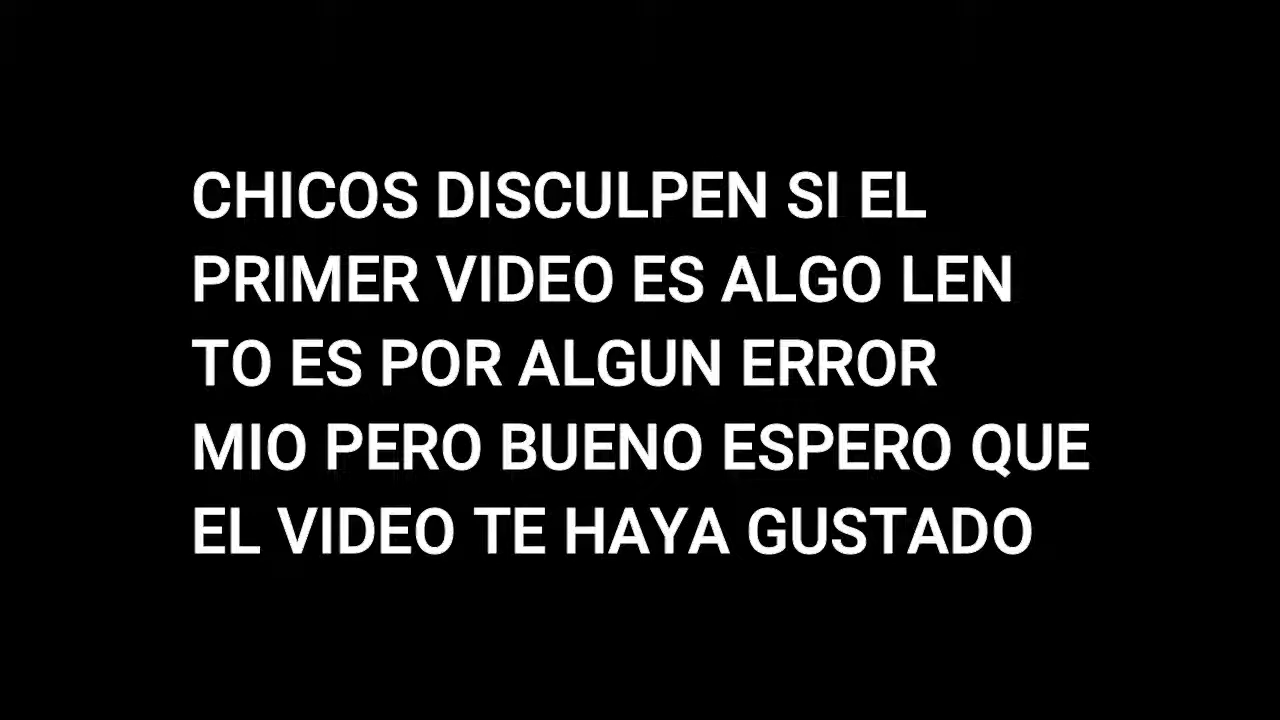 CHICOS DISCULPEN SI EL
PRIMER VIDEO ES ALGO LEN
TO ES POR ALGUN ERROR
MIO PERO BUENO ESPERO QUE
EL VIDEO TE HAYA GUSTADO